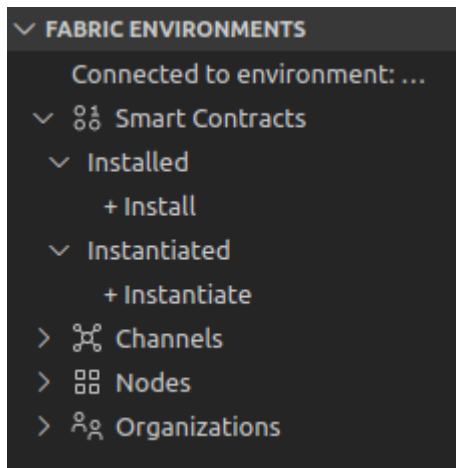 FABRIC ENVIRONMENTS
Connected to environment: ...
Smart Contracts
Installed
+ Install
Instantiated
+ Instantiate
Channels
Nodes
Organizations